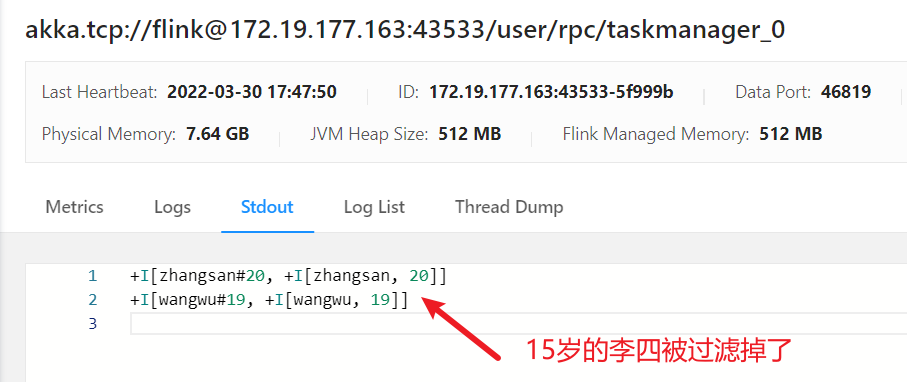 akka.tcp://flink@172.19.177.163:43533/user/rpc/taskmanager_0
Last Heartbeat: 2022-03-30 17:47:50 ID: 172.19.177.163:43533-5f999b Data Port: 46819
Physical Memory: 7.64 GB JVM Heap Size: 512 MB Flink Managed Memory: 512 MB
Metrics Logs Stdout Log List Thread Dump
1 +I[zhangsan#20, +I[zhangsan, 20]]
2 +I[wangwu#19, +I[wangwu, 19]]
3
15岁的李四被过滤掉了